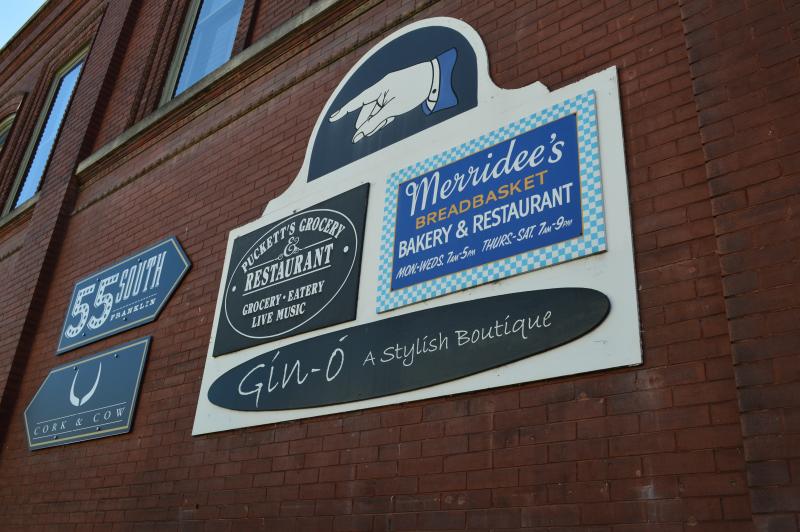 Merridee's
BREADBASKET
BAKERY & RESTAURANT
MON-WEDS. 7AM-5PM THURS-SAT. 7AM-9PM
PUCKETT'S GROCERY
&
RESTAURANT
GROCERY • EATERY
LIVE MUSIC
Gin-ó A Stylish Boutique
55 SOUTH
FRANKLIN
CORK & COW